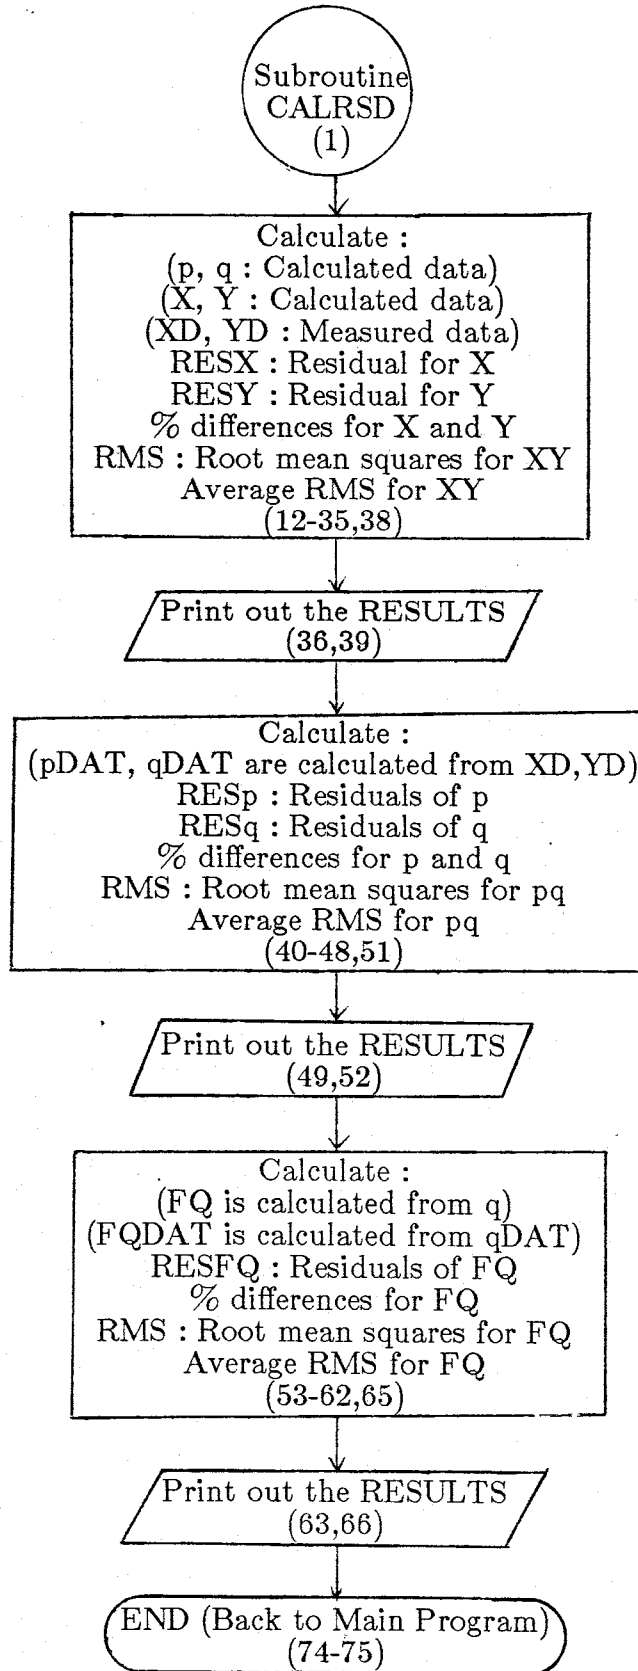 Subroutine
CALRSD
(1)
Calculate :
(p, q : Calculated data)
(X, Y : Calculated data)
(XD, YD : Measured data)
RESX : Residual for X
RESY : Residual for Y
% differences for X and Y
RMS : Root mean squares for XY
Average RMS for XY
(12-35,38)
Print out the RESULTS
(36,39)
Calculate :
(pDAT, qDAT are calculated from XD,YD)
RESp : Residuals of p
RESq : Residuals of q
% differences for p and q
RMS : Root mean squares for pq
Average RMS for pq
(40-48,51)
Print out the RESULTS
(49,52)
Calculate :
(FQ is calculated from q)
(FQDAT is calculated from qDAT)
RESFQ : Residuals of FQ
% differences for FQ
RMS : Root mean squares for FQ
Average RMS for FQ
(53-62,65)
Print out the RESULTS
(63,66)
END (Back to Main Program)
(74-75)